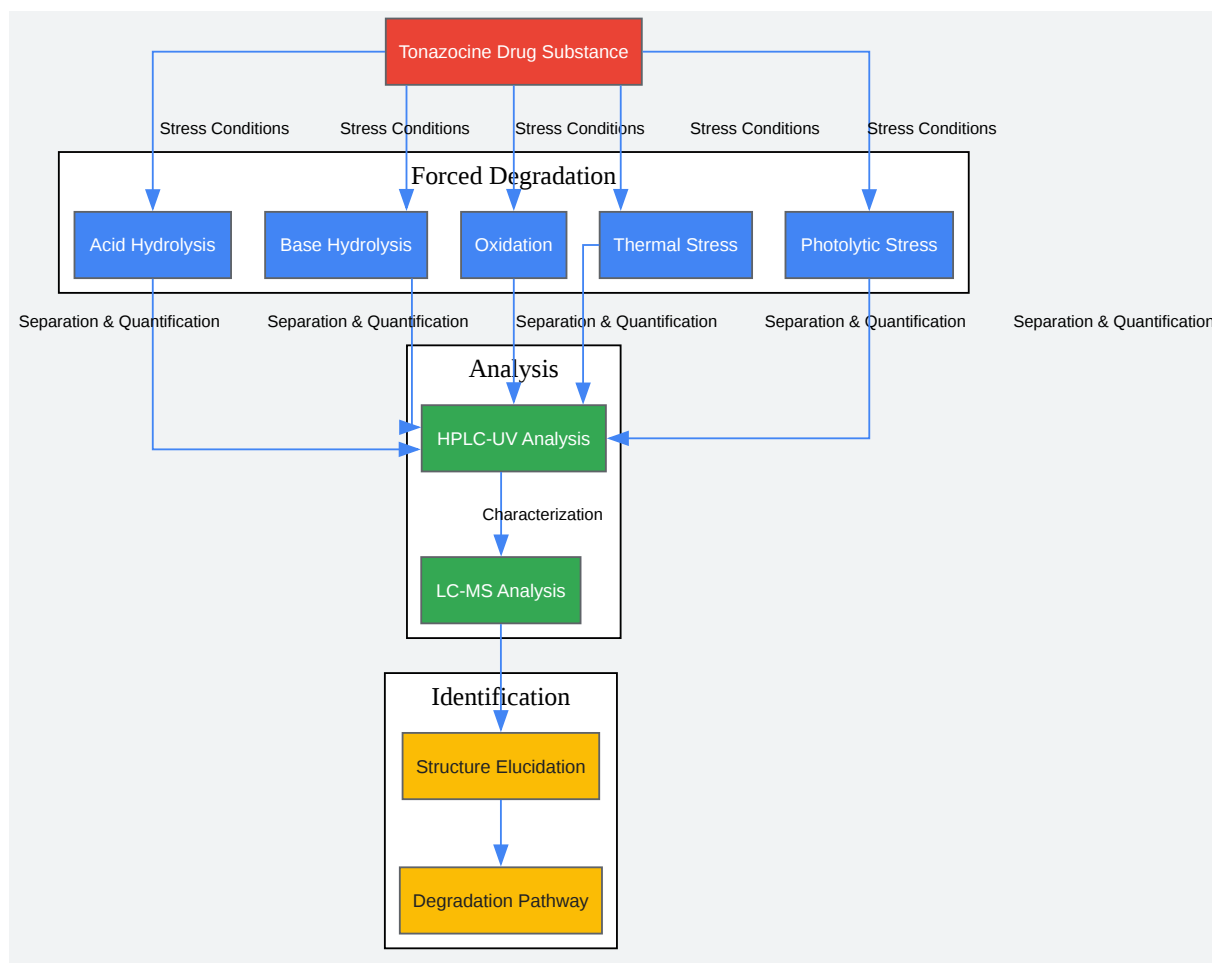 Tonazocine Drug Substance
Stress Conditions
Stress Conditions
Stress Conditions
Stress Conditions
Stress Conditions
Forced Degradation
Acid Hydrolysis
Base Hydrolysis
Oxidation
Thermal Stress
Photolytic Stress
Separation & Quantification
Separation & Quantification
Separation & Quantification
Separation & Quantification
Separation & Quantification
Analysis
HPLC-UV Analysis
Characterization
LC-MS Analysis
Identification
Structure Elucidation
Degradation Pathway